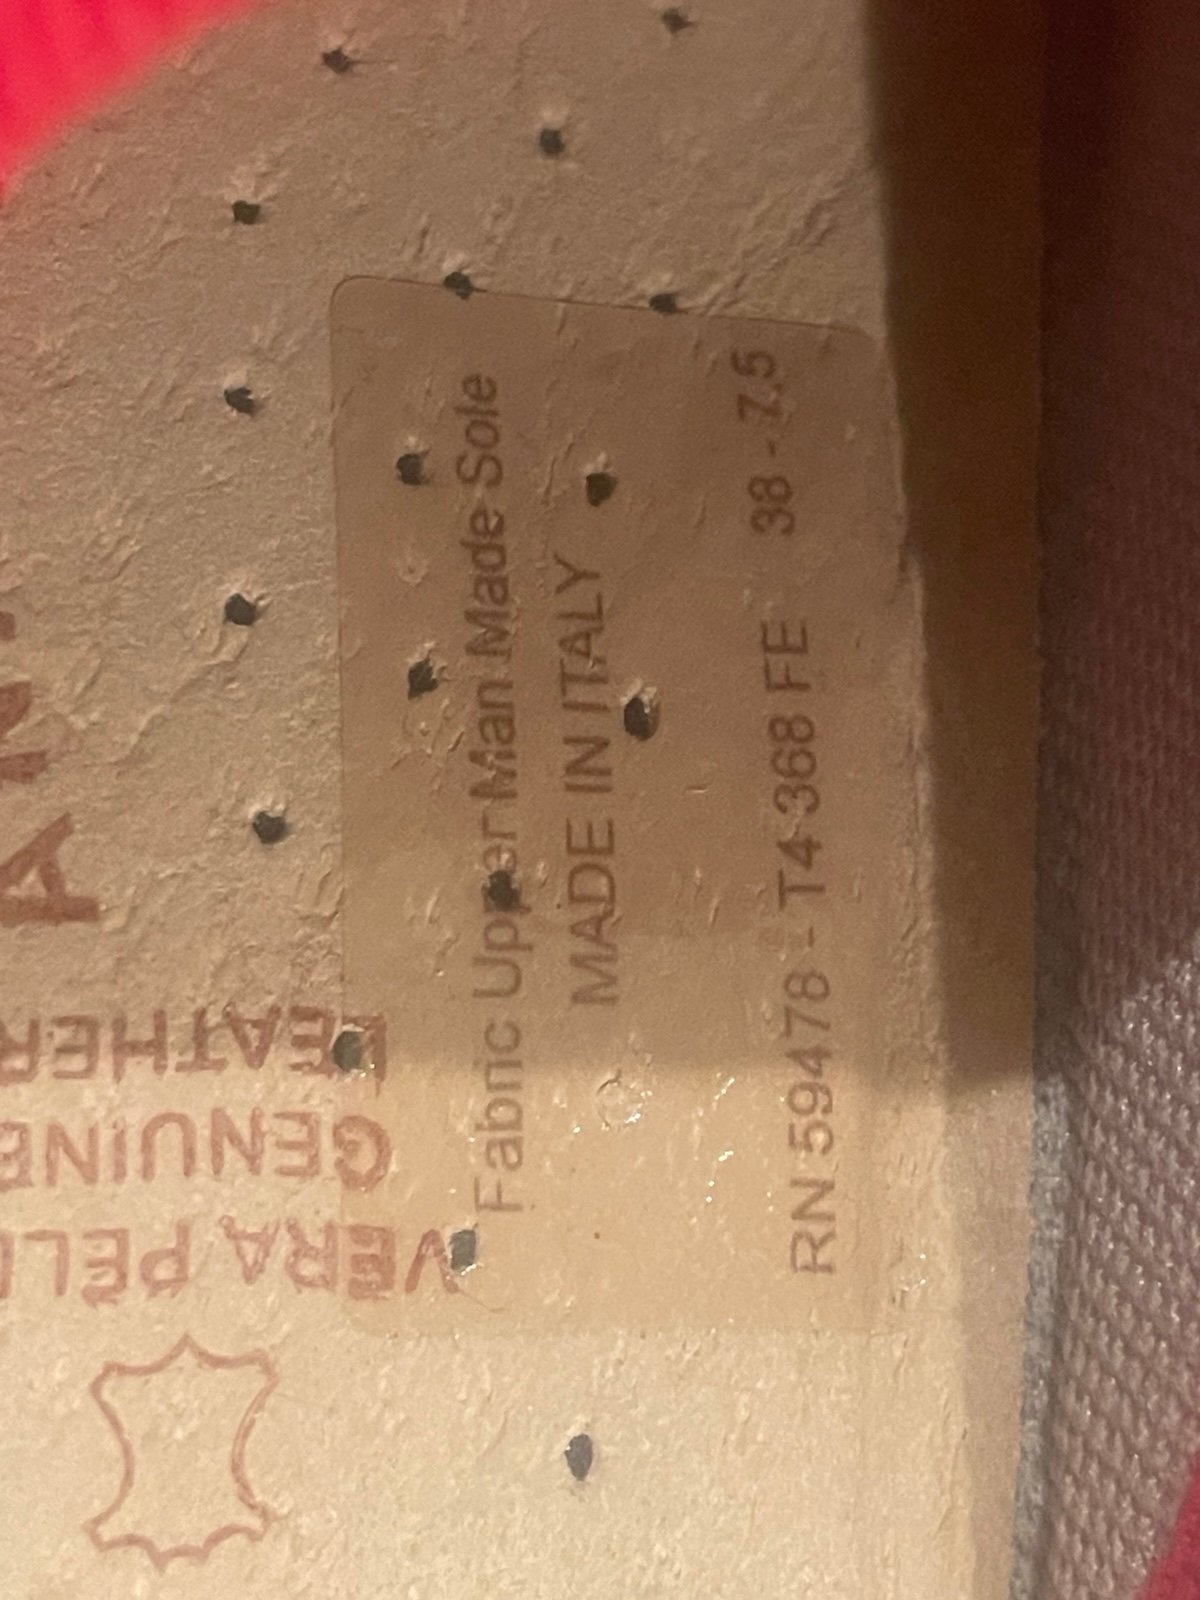 Fabric Upper Man Made Sole
MADE IN ITALY
RN 59478 - T4 368 FE 38 - 7,5
VERA
GENUINE
LEATHER